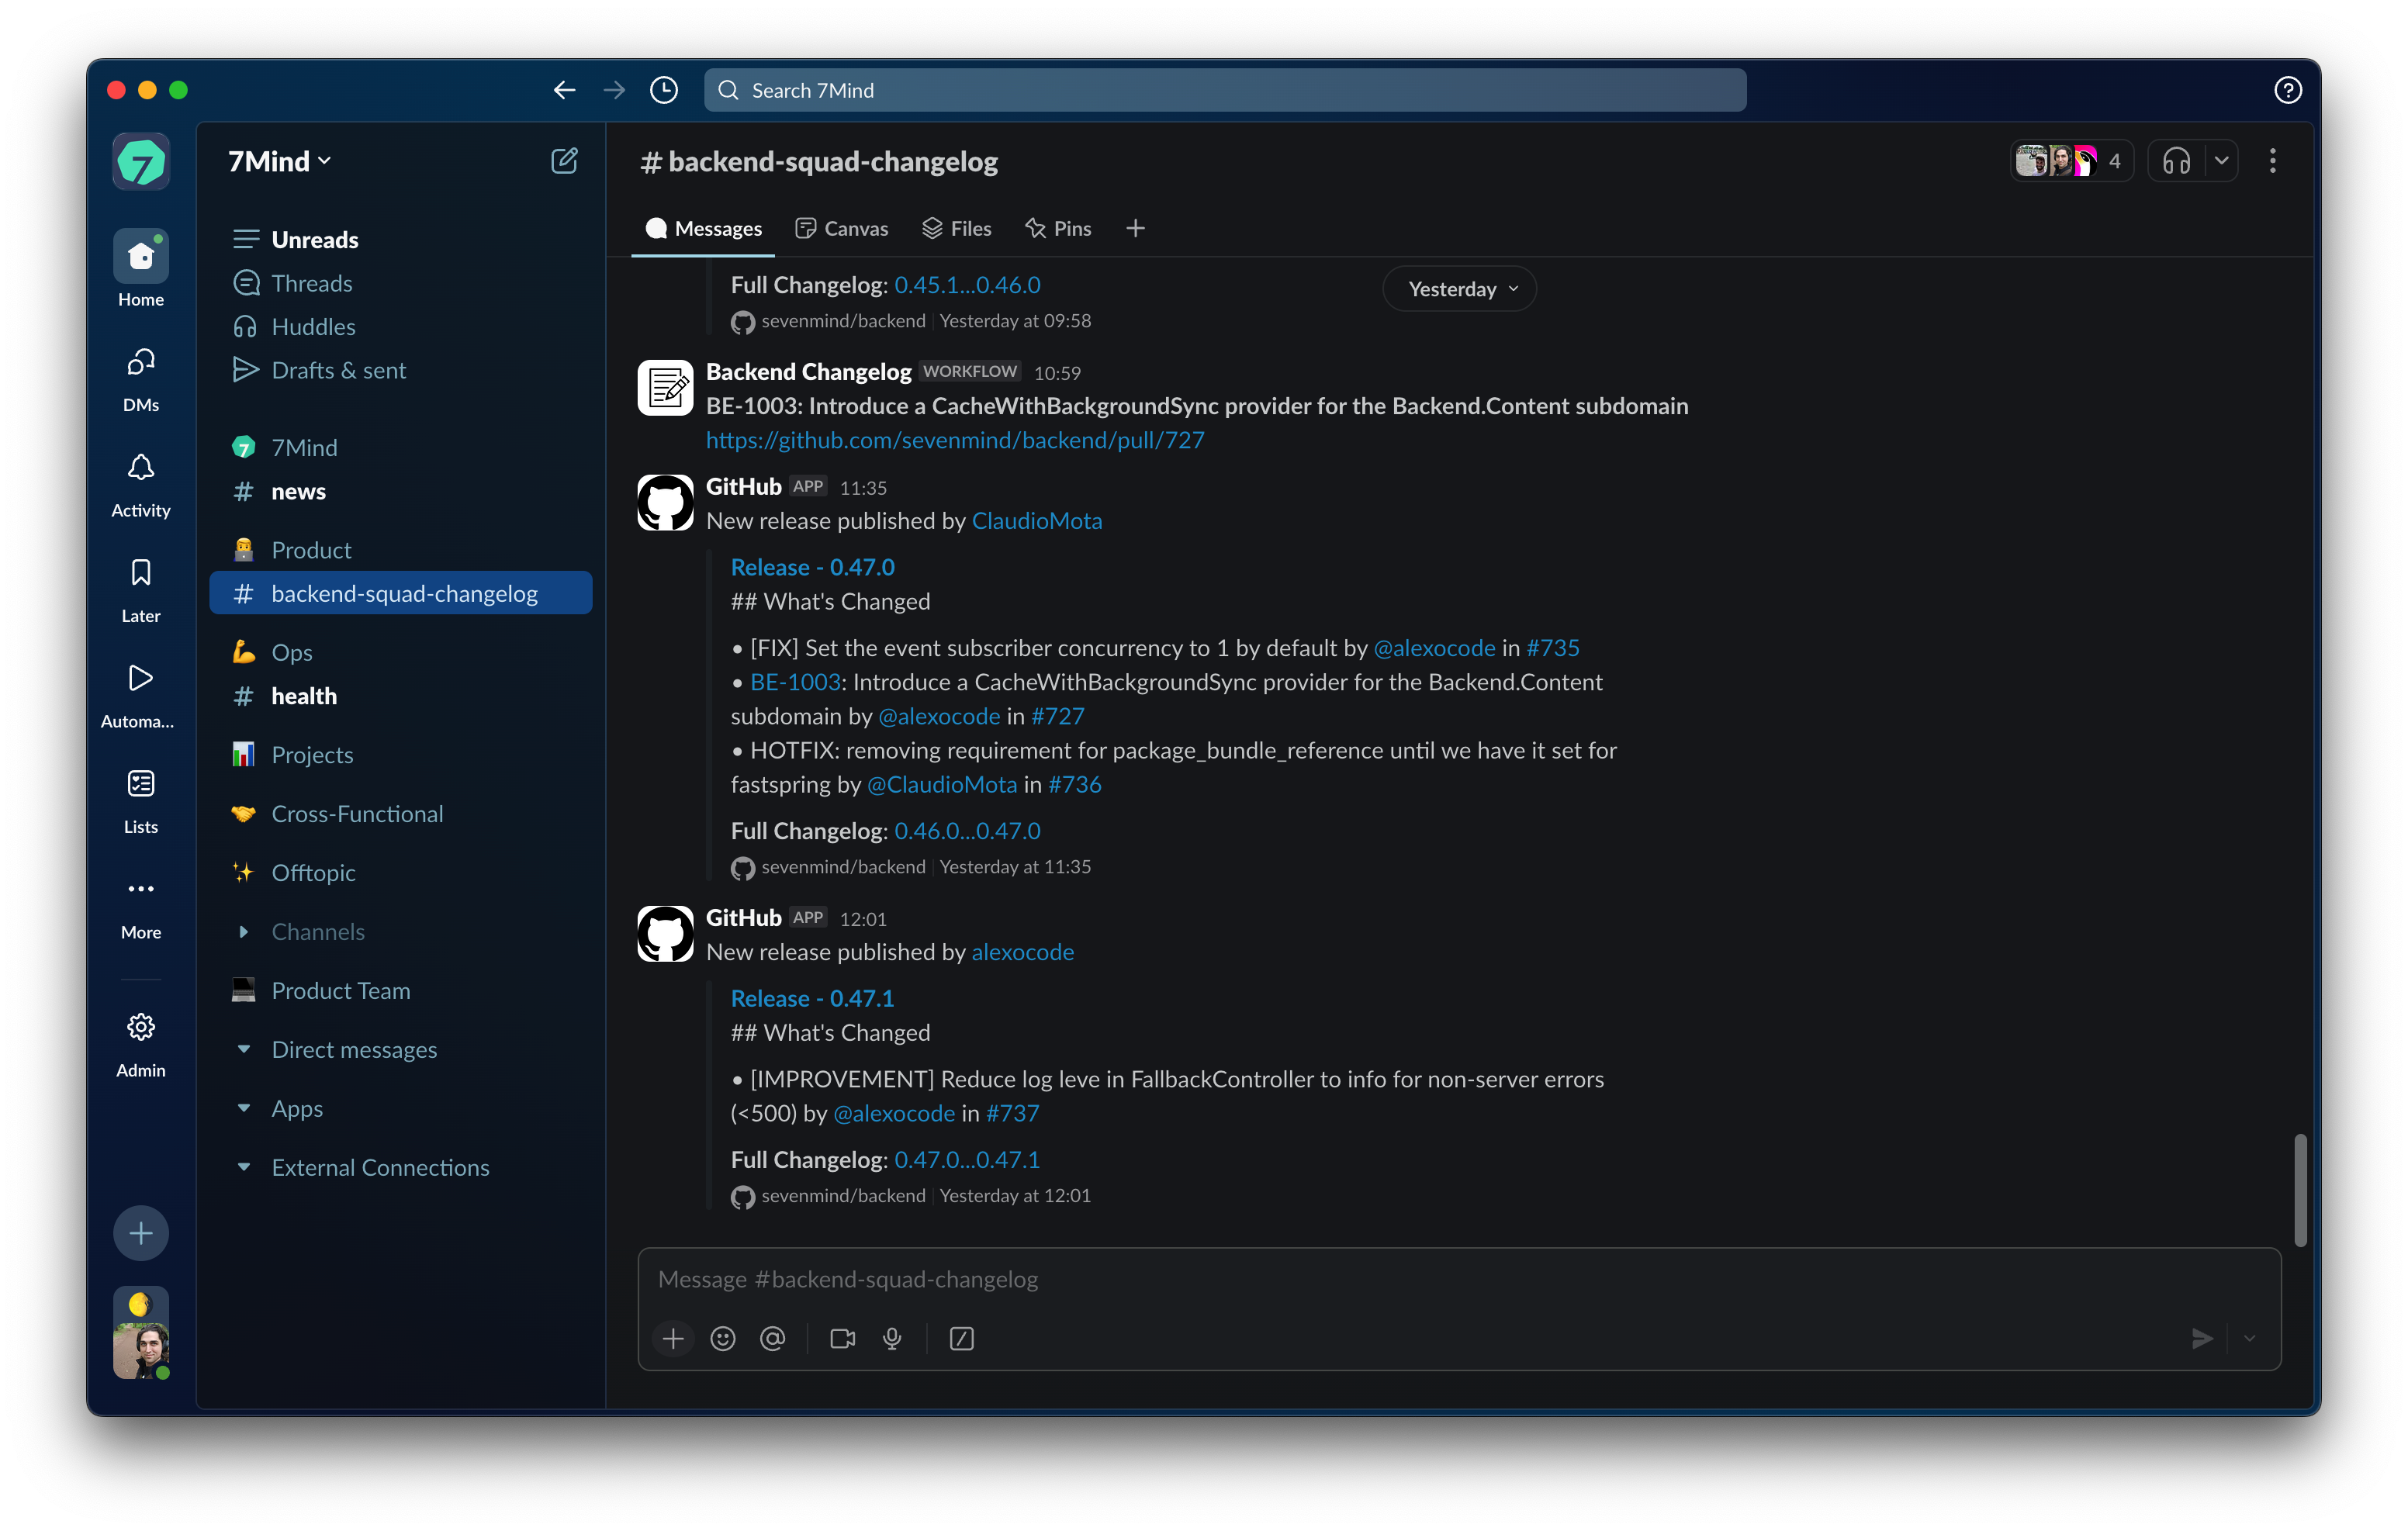 Search 7Mind
7
Home
DMs
Activity
Later
Automa...
Lists
More
Admin
7Mind
Unreads
Threads
Huddles
Drafts & sent
7 7Mind
# news
Product
# backend-squad-changelog
Ops
# health
Projects
Cross-Functional
Offtopic
Channels
Product Team
Direct messages
Apps
External Connections
# backend-squad-changelog
4
Messages Canvas Files Pins
Yesterday
Full Changelog: 0.45.1...0.46.0
sevenmind/backend | Yesterday at 09:58
Backend Changelog WORKFLOW 10:59
BE-1003: Introduce a CacheWithBackgroundSync provider for the Backend.Content subdomain
https://github.com/sevenmind/backend/pull/727
GitHub APP 11:35
New release published by ClaudioMota
Release - 0.47.0
## What's Changed
• [FIX] Set the event subscriber concurrency to 1 by default by @alexocode in #735
• BE-1003: Introduce a CacheWithBackgroundSync provider for the Backend.Content
subdomain by @alexocode in #727
• HOTFIX: removing requirement for package_bundle_reference until we have it set for
fastspring by @ClaudioMota in #736
Full Changelog: 0.46.0...0.47.0
sevenmind/backend | Yesterday at 11:35
GitHub APP 12:01
New release published by alexocode
Release - 0.47.1
## What's Changed
• [IMPROVEMENT] Reduce log leve in FallbackController to info for non-server errors
(<500) by @alexocode in #737
Full Changelog: 0.47.0...0.47.1
sevenmind/backend | Yesterday at 12:01
Message #backend-squad-changelog